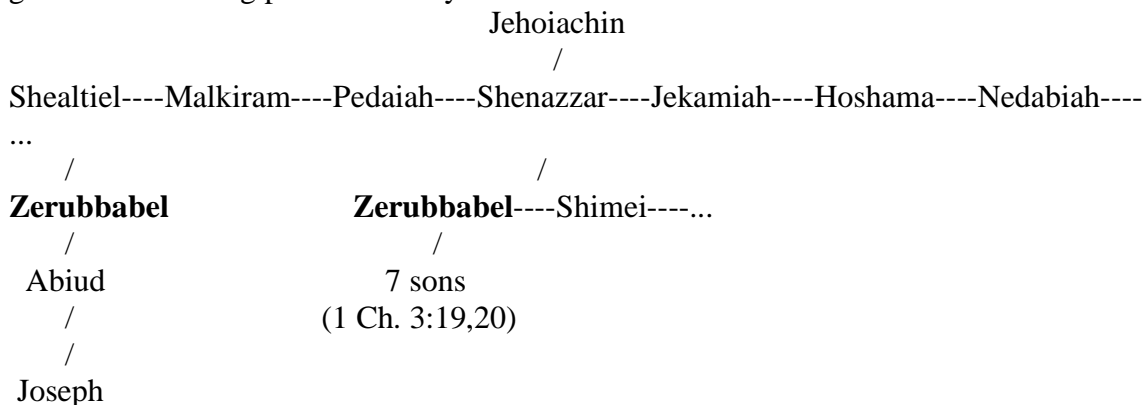 Jehoiachin
/
Shealtiel----Malkiram----Pedaiah----Shenazzar----Jekamiah----Hoshama----Nedabiah----
...
/ /
Zerubbabel Zerubbabel----Shimei----...
/ /
Abiud 7 sons
/ (1 Ch. 3:19,20)
/
Joseph